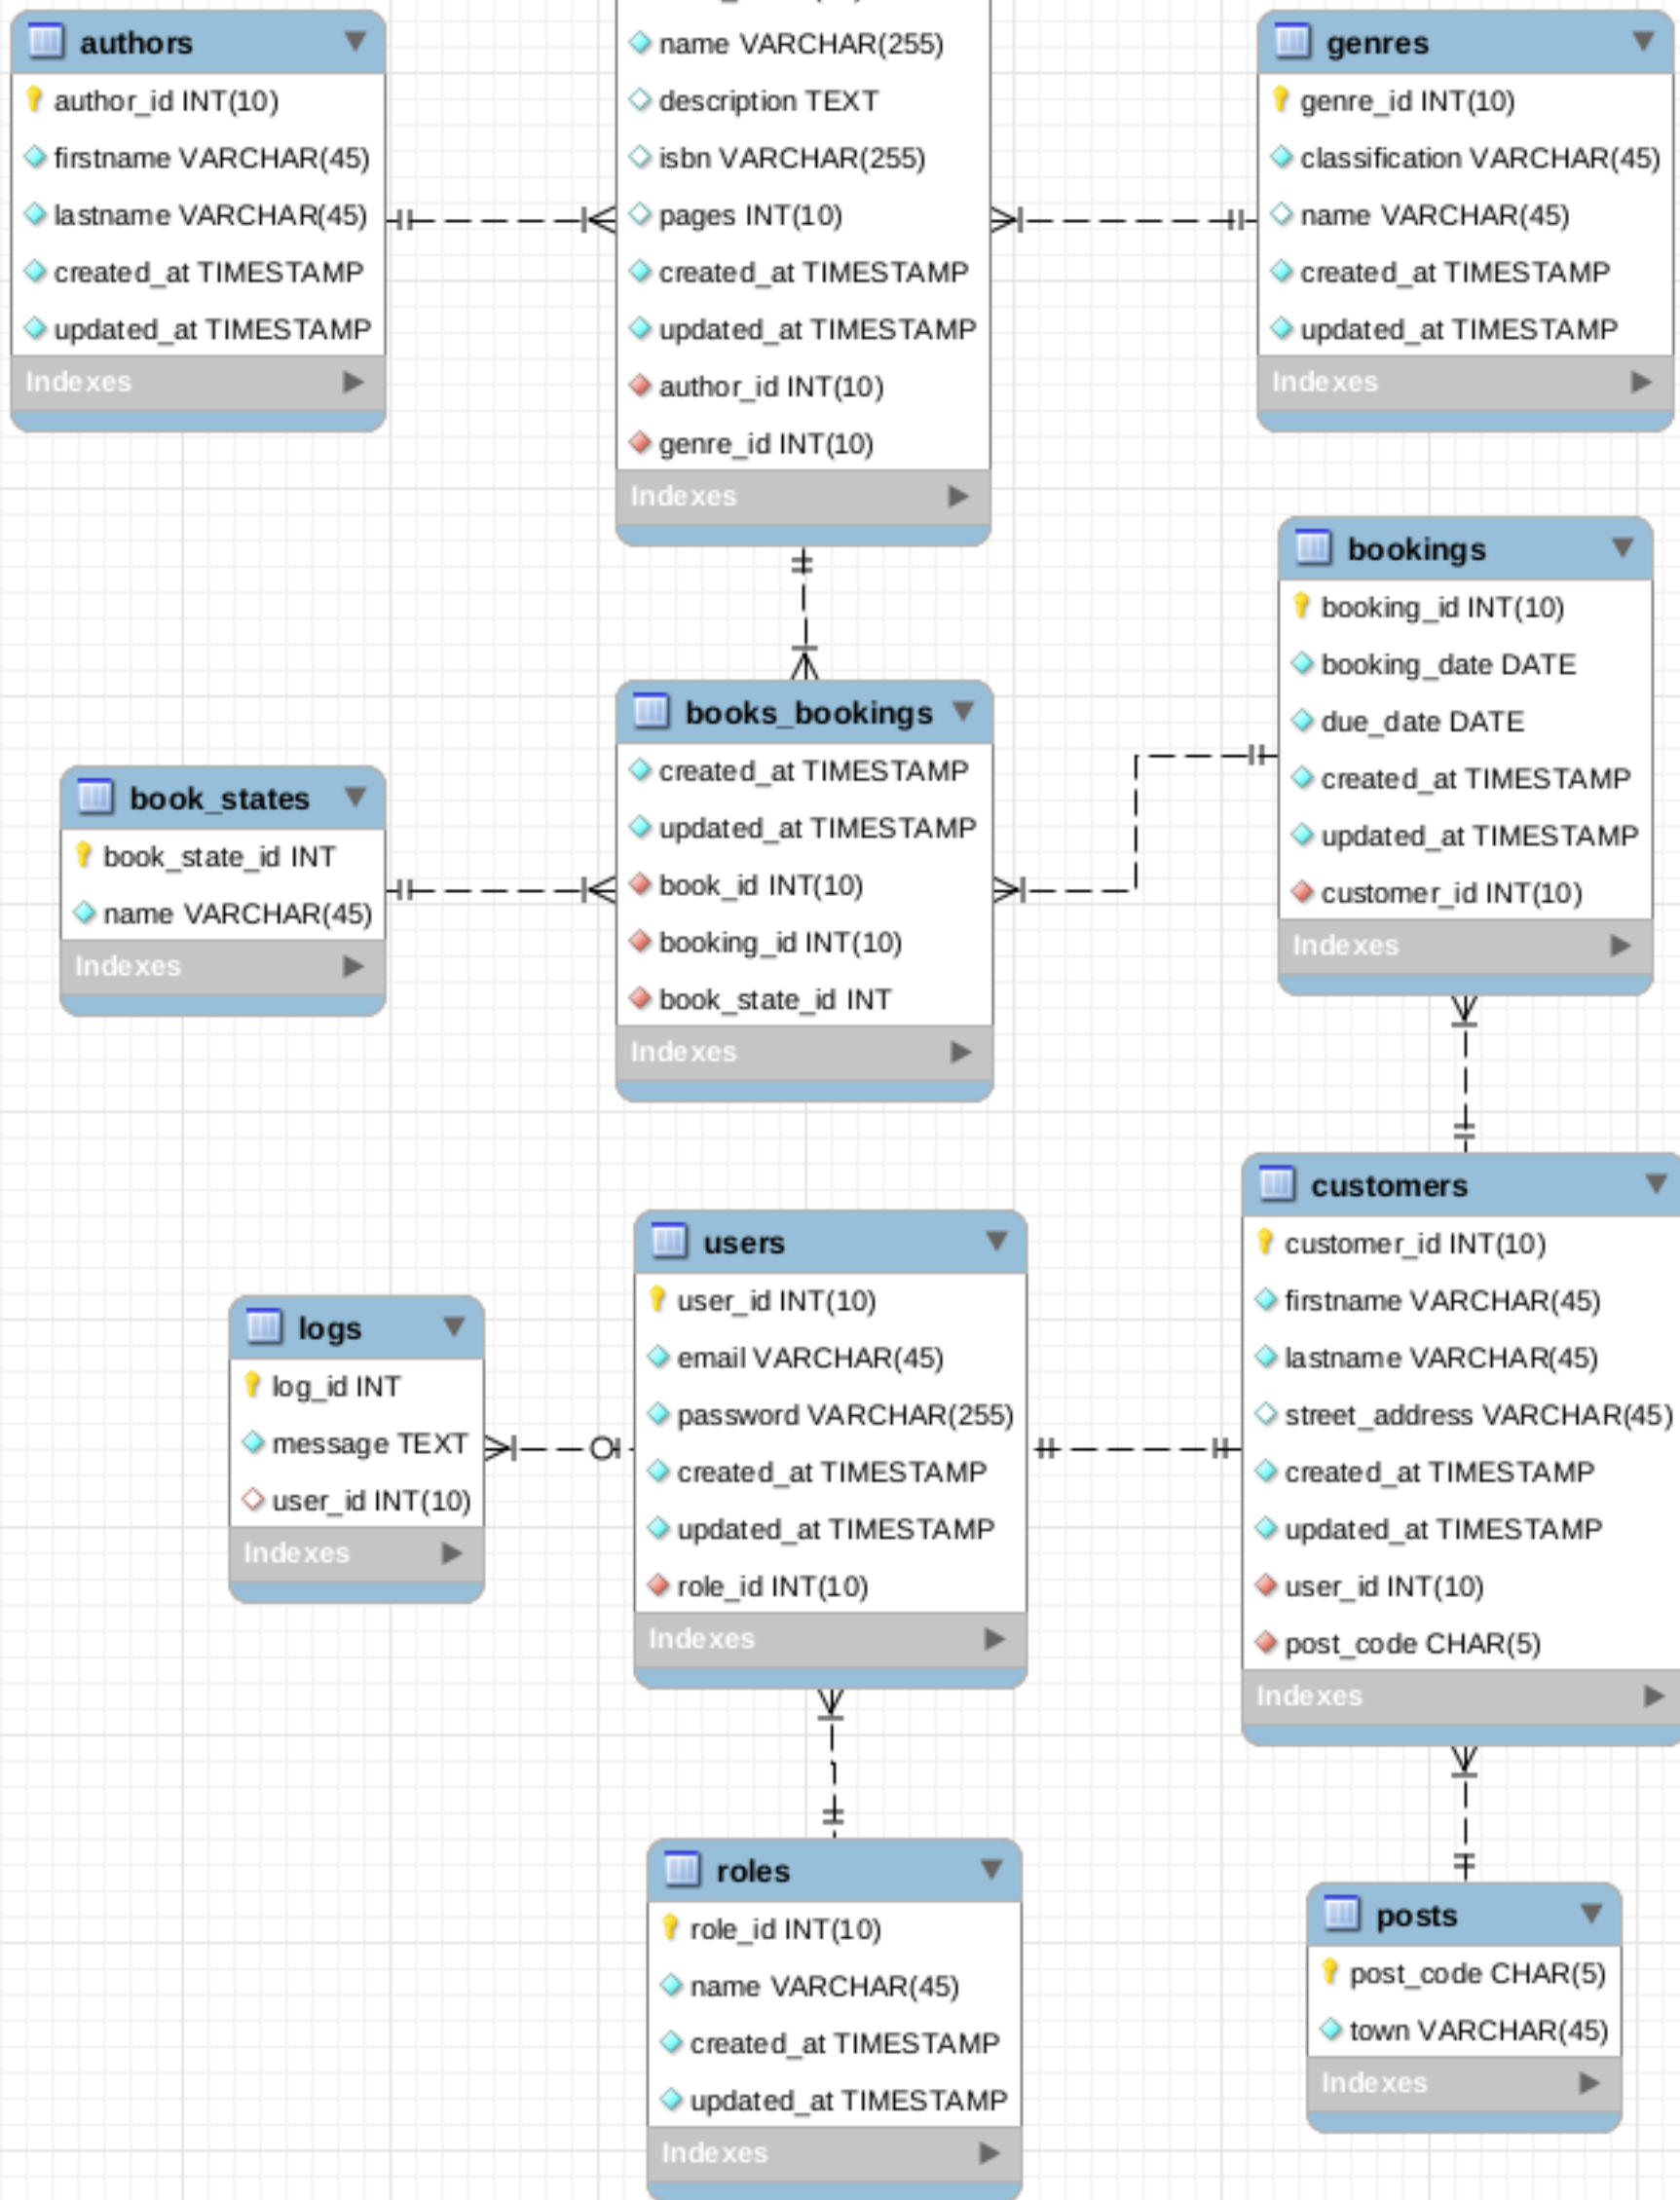 authors
author_id INT(10)
firstname VARCHAR(45)
lastname VARCHAR(45)
created_at TIMESTAMP
updated_at TIMESTAMP
Indexes
name VARCHAR(255)
description TEXT
isbn VARCHAR(255)
pages INT(10)
created_at TIMESTAMP
updated_at TIMESTAMP
author_id INT(10)
genre_id INT(10)
Indexes
genres
genre_id INT(10)
classification VARCHAR(45)
name VARCHAR(45)
created_at TIMESTAMP
updated_at TIMESTAMP
Indexes
bookings
booking_id INT(10)
booking_date DATE
due_date DATE
created_at TIMESTAMP
updated_at TIMESTAMP
customer_id INT(10)
Indexes
books_bookings
created_at TIMESTAMP
updated_at TIMESTAMP
book_id INT(10)
booking_id INT(10)
book_state_id INT
Indexes
book_states
book_state_id INT
name VARCHAR(45)
Indexes
customers
customer_id INT(10)
firstname VARCHAR(45)
lastname VARCHAR(45)
street_address VARCHAR(45)
created_at TIMESTAMP
updated_at TIMESTAMP
user_id INT(10)
post_code CHAR(5)
Indexes
users
user_id INT(10)
email VARCHAR(45)
password VARCHAR(255)
created_at TIMESTAMP
updated_at TIMESTAMP
role_id INT(10)
Indexes
logs
log_id INT
message TEXT
user_id INT(10)
Indexes
roles
role_id INT(10)
name VARCHAR(45)
created_at TIMESTAMP
updated_at TIMESTAMP
Indexes
posts
post_code CHAR(5)
town VARCHAR(45)
Indexes